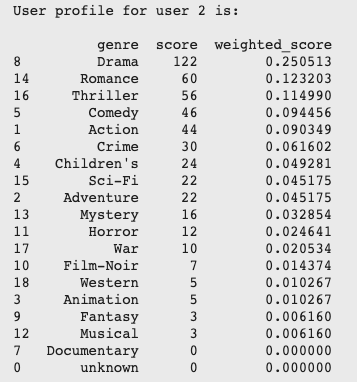 User profile for user 2 is:
genre score weighted_score
8 Drama 122 0.250513
14 Romance 60 0.123203
16 Thriller 56 0.114990
5 Comedy 46 0.094456
1 Action 44 0.090349
6 Crime 30 0.061602
4 Children's 24 0.049281
15 Sci-Fi 22 0.045175
2 Adventure 22 0.045175
13 Mystery 16 0.032854
11 Horror 12 0.024641
17 War 10 0.020534
10 Film-Noir 7 0.014374
18 Western 5 0.010267
3 Animation 5 0.010267
9 Fantasy 3 0.006160
12 Musical 3 0.006160
7 Documentary 0 0.000000
0 unknown 0 0.000000